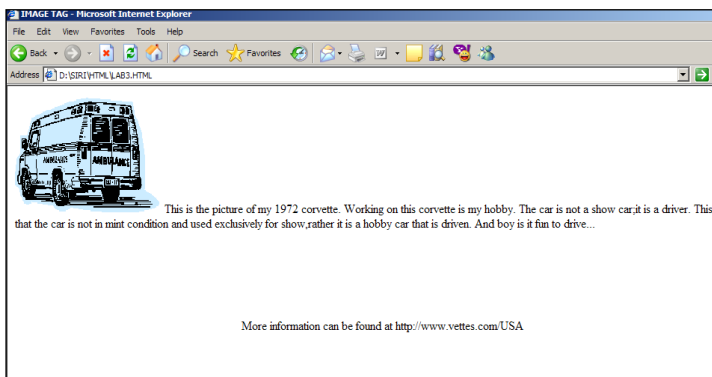 IMAGE TAG - Microsoft Internet Explorer
File Edit View Favorites Tools Help
Back Search Favorites
Address D:\SIRI\HTML\LAB3.HTML
AMBULANCE AMBULANCE
This is the picture of my 1972 corvette. Working on this corvette is my hobby. The car is not a show car;it is a driver. This
that the car is not in mint condition and used exclusively for show,rather it is a hobby car that is driven. And boy is it fun to drive...
More information can be found at http://www.vettes.com/USA